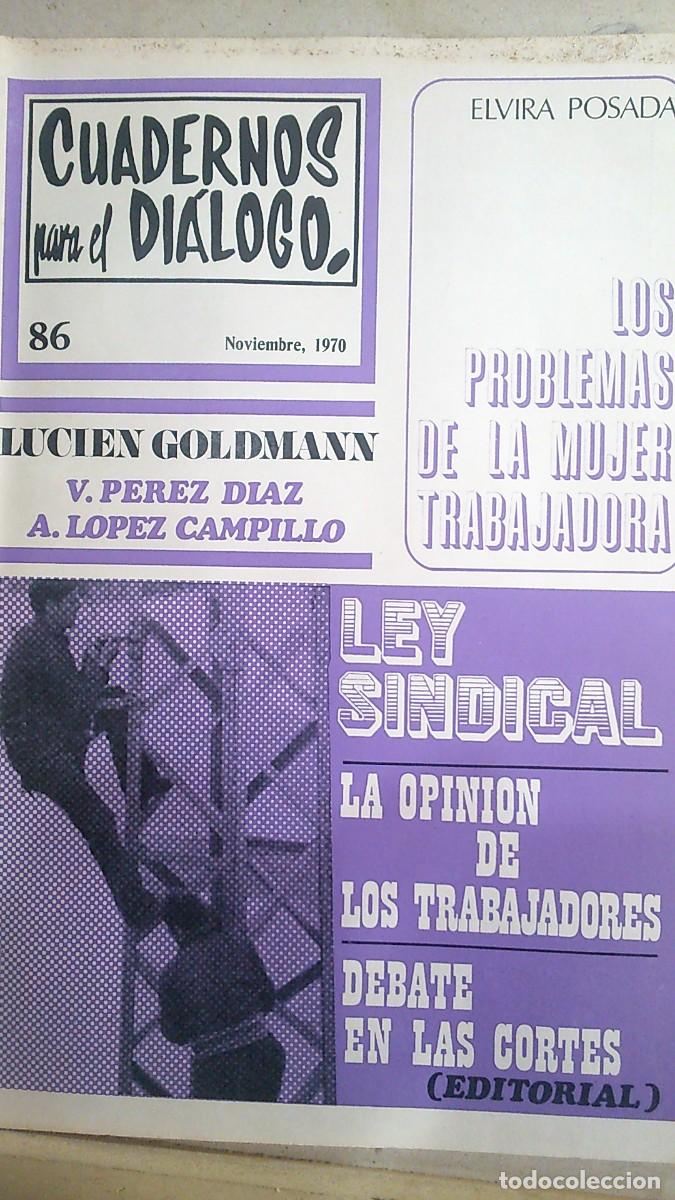 CUADERNOS
para el DIÁLOGO.
86
Noviembre, 1970
LUCIEN GOLDMANN
V. PEREZ DIAZ
A. LOPEZ CAMPILLO
ELVIRA POSADA
LOS
PROBLEMAS
DE LA MUJER
TRABAJADORA
LEY
SINDICAL
LA OPINION
DE
LOS TRABAJADORES
DEBATE
EN LAS CORTES
(EDITORIAL)
todocoleccion